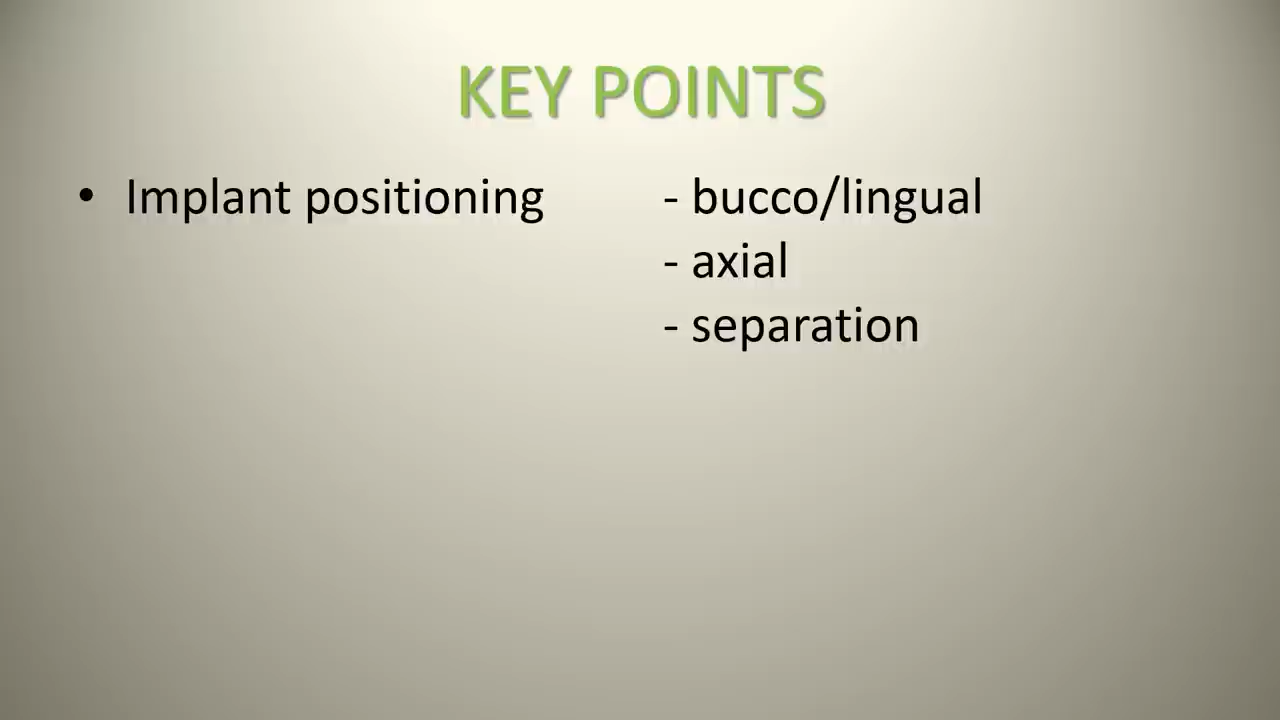 KEY POINTS
• Implant positioning - bucco/lingual
- axial
- separation